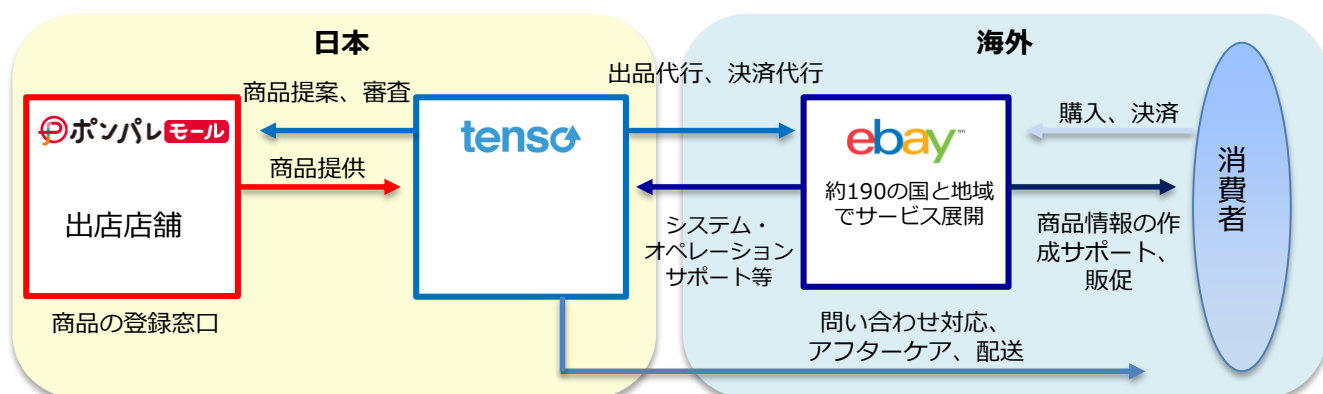 日本
海外
商品提案、審査
出品代行、決済代行
購入、決済
ポンパレモール
tenso
ebay™
商品提供
出店店舗
約190の国と地域
でサービス展開
消費者
システム・
オペレーション
サポート等
商品情報の作
成サポート、
販促
商品の登録窓口
問い合わせ対応、
アフターケア、配送